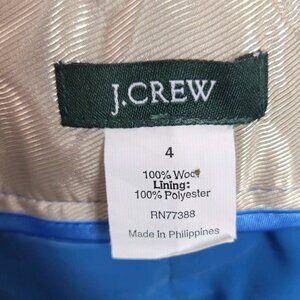 J.CREW
4
100% Wool
Lining:
100% Polyester
RN77388
Made in Philippines